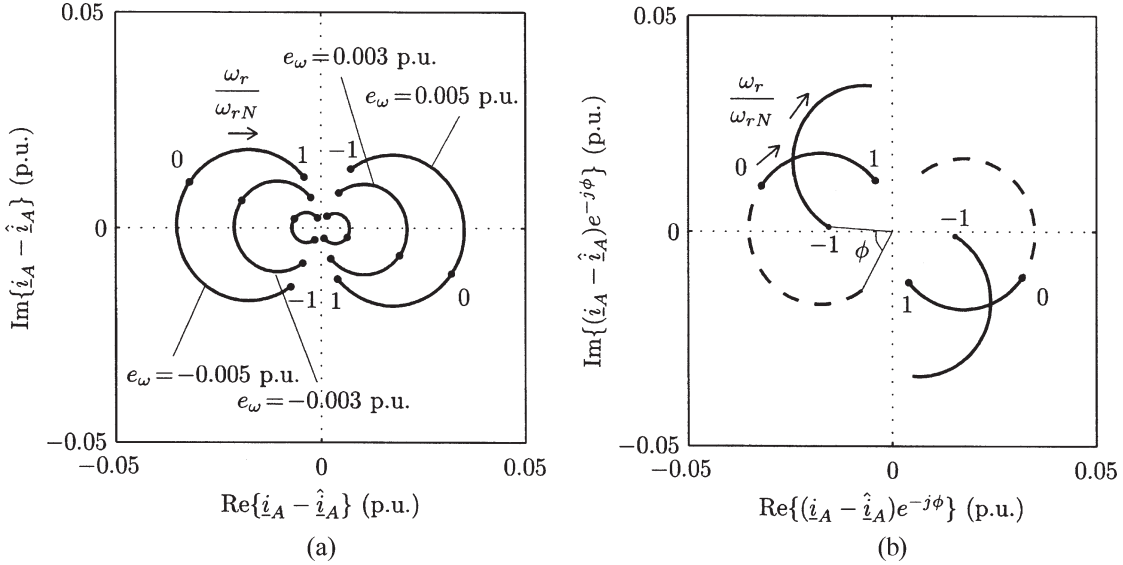 0.05
e_ω = 0.003 p.u.
ω_r / ω_rN
e_ω = 0.005 p.u.
0
1
−1
Im{i_A − î_A} (p.u.)
0
−1
1
0
e_ω = −0.005 p.u.
e_ω = −0.003 p.u.
−0.05
−0.05
0
0.05
Re{i_A − î_A} (p.u.)
(a)
0.05
ω_r / ω_rN
0
1
Im{(i_A − î_A)e^{−jϕ}} (p.u.)
0
−1
ϕ
−1
1
0
−0.05
−0.05
0
0.05
Re{(i_A − î_A)e^{−jϕ}} (p.u.)
(b)